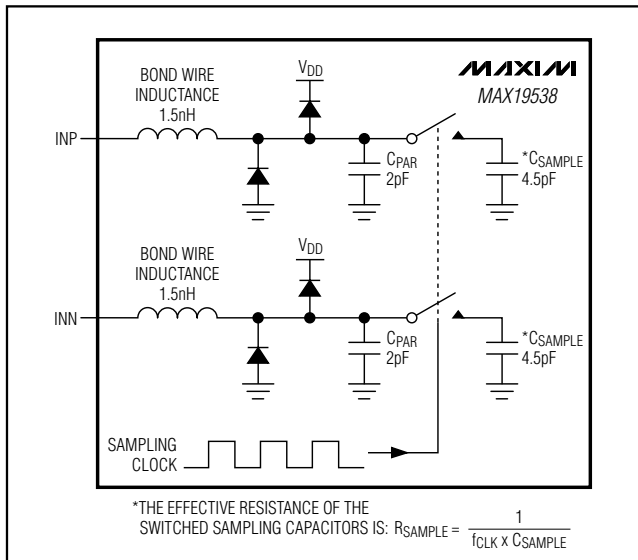 MAXIM
MAX19538
BOND WIRE
INDUCTANCE
1.5nH
VDD
INP
CPAR
2pF
*CSAMPLE
4.5pF
BOND WIRE
INDUCTANCE
1.5nH
VDD
INN
CPAR
2pF
*CSAMPLE
4.5pF
SAMPLING
CLOCK
*THE EFFECTIVE RESISTANCE OF THE
SWITCHED SAMPLING CAPACITORS IS: RSAMPLE = 1
fCLK x CSAMPLE